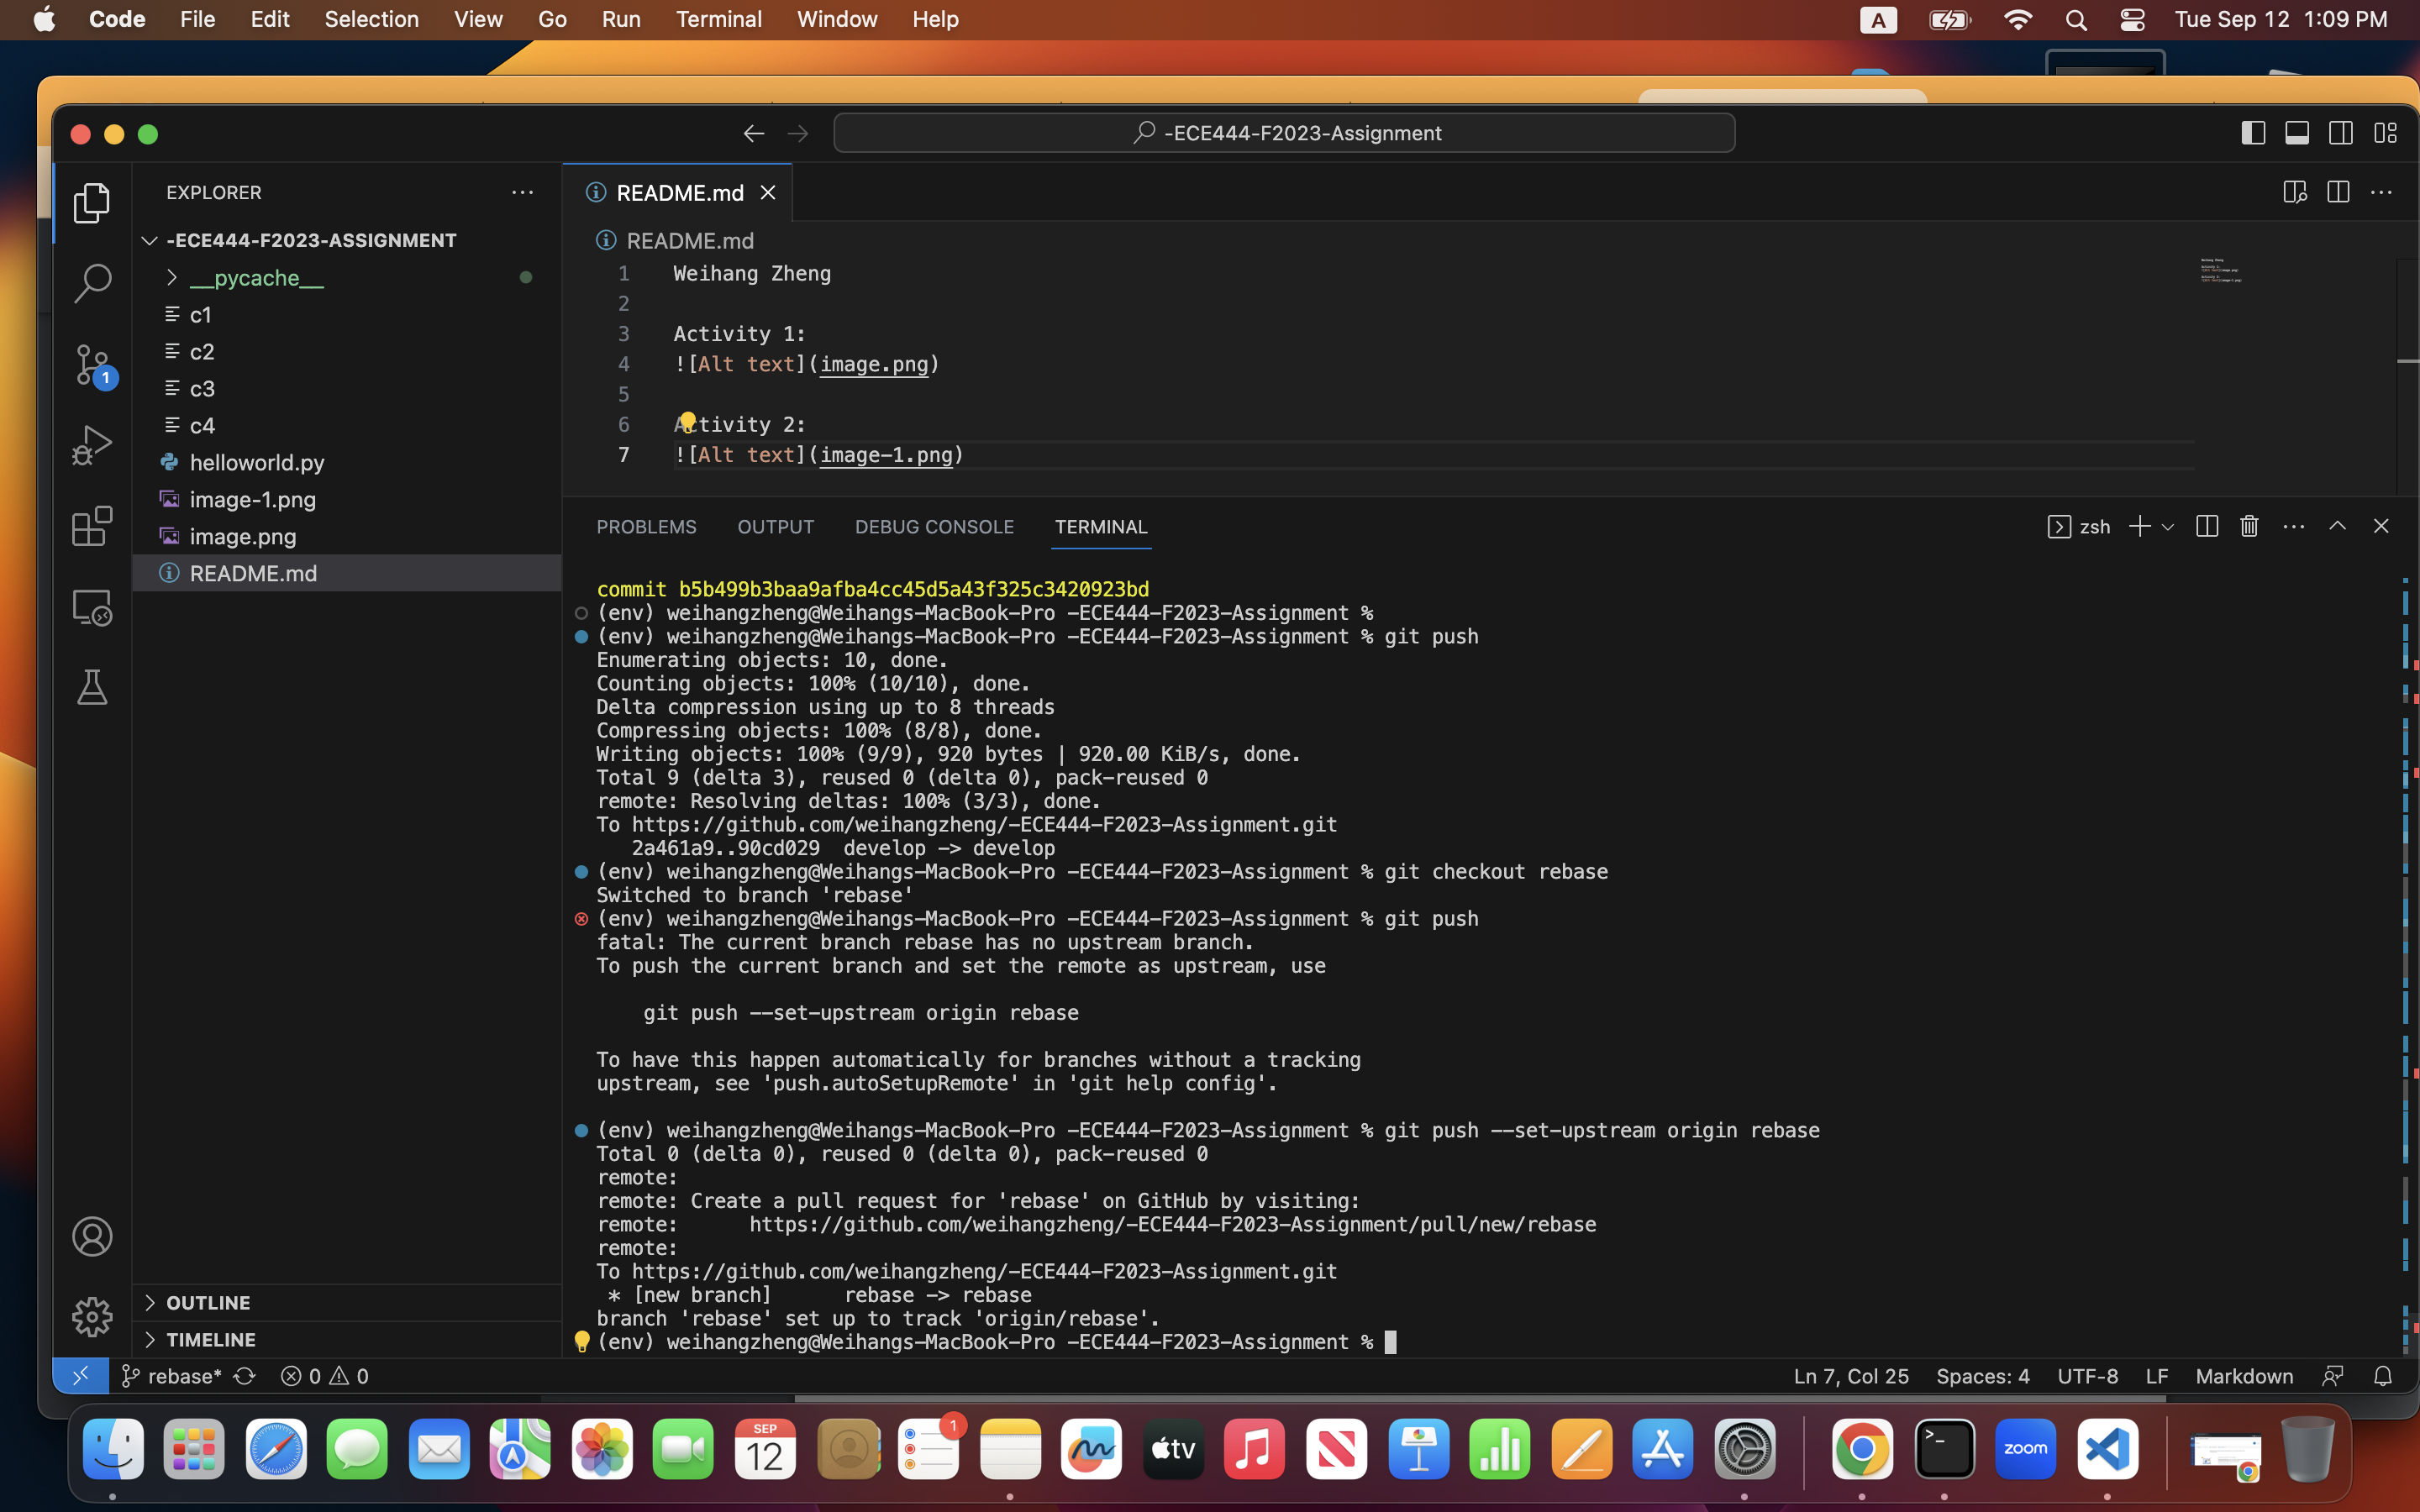 Code File Edit Selection View Go Run Terminal Window Help A Tue Sep 12 1:09 PM
-ECE444-F2023-Assignment
EXPLORER
-ECE444-F2023-ASSIGNMENT
__pycache__
c1
c2
c3
c4
helloworld.py
image-1.png
image.png
README.md
OUTLINE
TIMELINE
1
README.md
README.md
1 Weihang Zheng
2
3 Activity 1:
4 ![Alt text](image.png)
5
6 Activity 2:
7 ![Alt text](image-1.png)
PROBLEMS OUTPUT DEBUG CONSOLE TERMINAL zsh
commit b5b499b3baa9afba4cc45d5a43f325c3420923bd
(env) weihangzheng@Weihangs-MacBook-Pro -ECE444-F2023-Assignment %
(env) weihangzheng@Weihangs-MacBook-Pro -ECE444-F2023-Assignment % git push
Enumerating objects: 10, done.
Counting objects: 100% (10/10), done.
Delta compression using up to 8 threads
Compressing objects: 100% (8/8), done.
Writing objects: 100% (9/9), 920 bytes | 920.00 KiB/s, done.
Total 9 (delta 3), reused 0 (delta 0), pack-reused 0
remote: Resolving deltas: 100% (3/3), done.
To https://github.com/weihangzheng/-ECE444-F2023-Assignment.git
2a461a9..90cd029 develop -> develop
(env) weihangzheng@Weihangs-MacBook-Pro -ECE444-F2023-Assignment % git checkout rebase
Switched to branch 'rebase'
(env) weihangzheng@Weihangs-MacBook-Pro -ECE444-F2023-Assignment % git push
fatal: The current branch rebase has no upstream branch.
To push the current branch and set the remote as upstream, use
git push --set-upstream origin rebase
To have this happen automatically for branches without a tracking
upstream, see 'push.autoSetupRemote' in 'git help config'.
(env) weihangzheng@Weihangs-MacBook-Pro -ECE444-F2023-Assignment % git push --set-upstream origin rebase
Total 0 (delta 0), reused 0 (delta 0), pack-reused 0
remote:
remote: Create a pull request for 'rebase' on GitHub by visiting:
remote: https://github.com/weihangzheng/-ECE444-F2023-Assignment/pull/new/rebase
remote:
To https://github.com/weihangzheng/-ECE444-F2023-Assignment.git
* [new branch] rebase -> rebase
branch 'rebase' set up to track 'origin/rebase'.
(env) weihangzheng@Weihangs-MacBook-Pro -ECE444-F2023-Assignment %
rebase* 0 0 Ln 7, Col 25 Spaces: 4 UTF-8 LF Markdown
SEP
12
1
tv
zoom